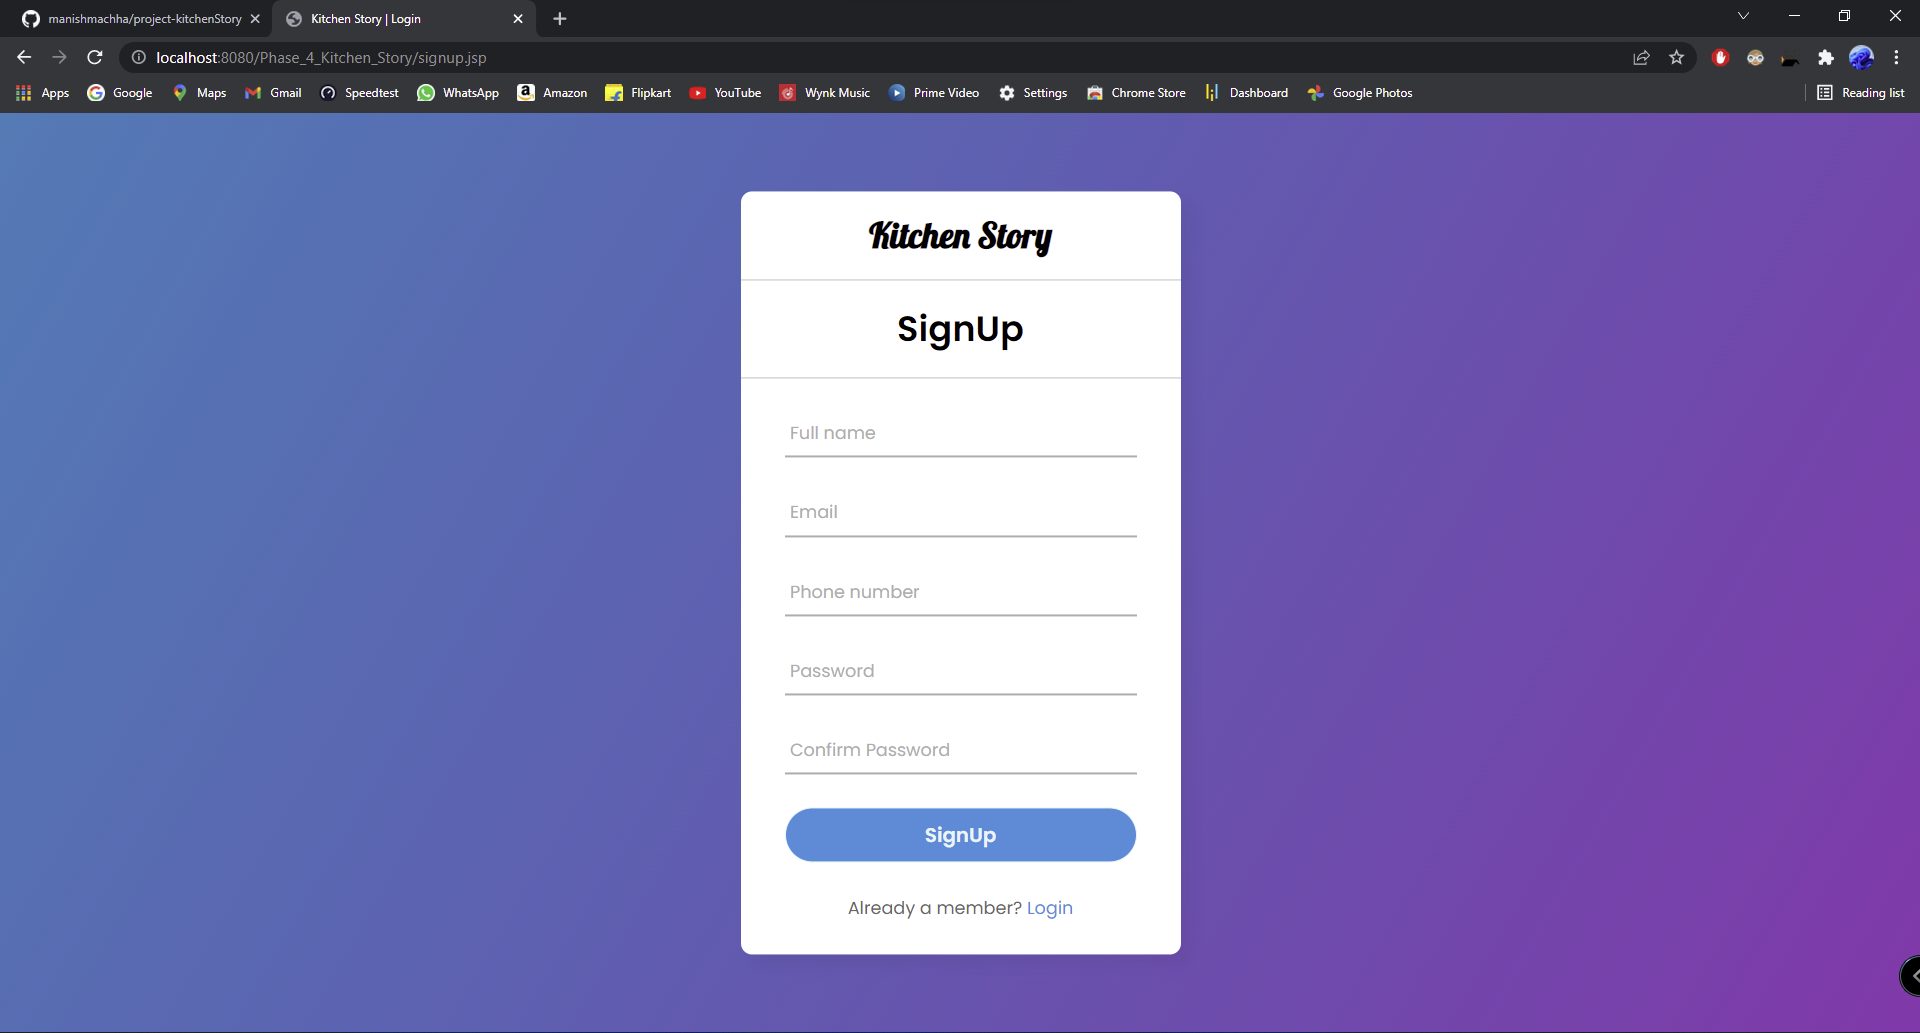 manishmachha/project-kitchenStory
Kitchen Story | Login
localhost:8080/Phase_4_Kitchen_Story/signup.jsp
Apps Google Maps Gmail Speedtest WhatsApp Amazon Flipkart YouTube Wynk Music Prime Video Settings Chrome Store Dashboard Google Photos Reading list
Kitchen Story
SignUp
Full name
Email
Phone number
Password
Confirm Password
SignUp
Already a member? Login